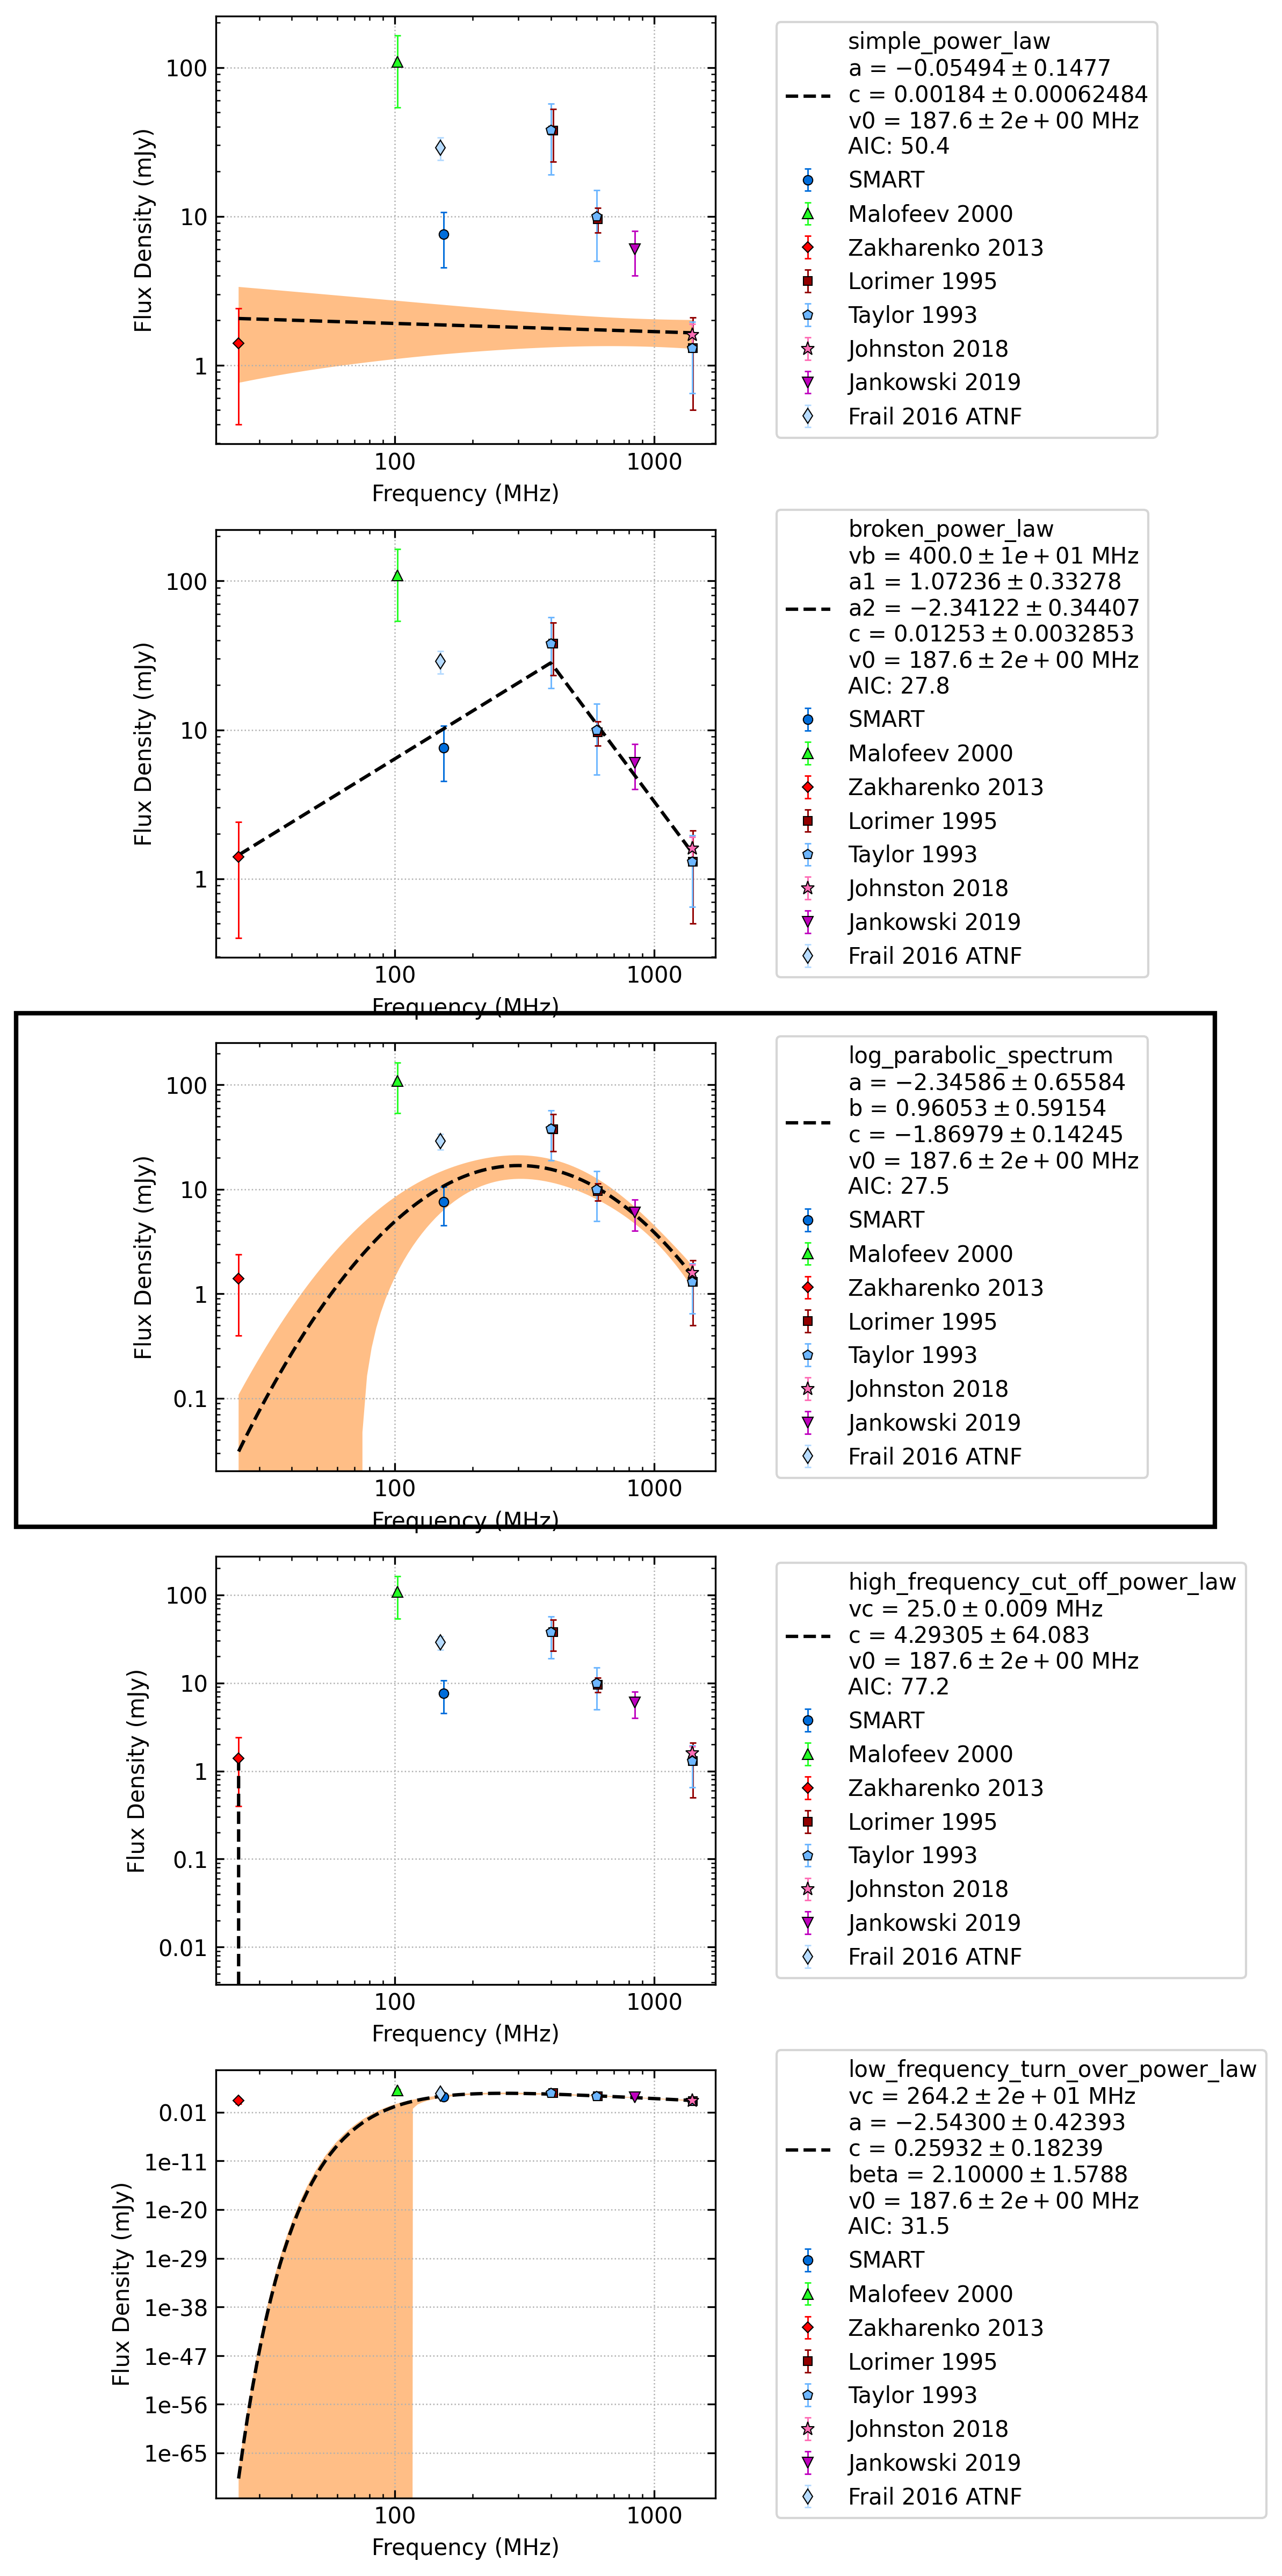 100
10
1
Flux Density (mJy)
100
1000
Frequency (MHz)
simple_power_law
a = −0.05494 ± 0.1477
c = 0.00184 ± 0.00062484
v0 = 187.6 ± 2e + 00 MHz
AIC: 50.4
SMART
Malofeev 2000
Zakharenko 2013
Lorimer 1995
Taylor 1993
Johnston 2018
Jankowski 2019
Frail 2016 ATNF
100
10
1
Flux Density (mJy)
100
1000
Frequency (MHz)
broken_power_law
vb = 400.0 ± 1e + 01 MHz
a1 = 1.07236 ± 0.33278
a2 = −2.34122 ± 0.34407
c = 0.01253 ± 0.0032853
v0 = 187.6 ± 2e + 00 MHz
AIC: 27.8
SMART
Malofeev 2000
Zakharenko 2013
Lorimer 1995
Taylor 1993
Johnston 2018
Jankowski 2019
Frail 2016 ATNF
100
10
1
0.1
Flux Density (mJy)
100
1000
Frequency (MHz)
log_parabolic_spectrum
a = −2.34586 ± 0.65584
b = 0.96053 ± 0.59154
c = −1.86979 ± 0.14245
v0 = 187.6 ± 2e + 00 MHz
AIC: 27.5
SMART
Malofeev 2000
Zakharenko 2013
Lorimer 1995
Taylor 1993
Johnston 2018
Jankowski 2019
Frail 2016 ATNF
100
10
1
0.1
0.01
Flux Density (mJy)
100
1000
Frequency (MHz)
high_frequency_cut_off_power_law
vc = 25.0 ± 0.009 MHz
c = 4.29305 ± 64.083
v0 = 187.6 ± 2e + 00 MHz
AIC: 77.2
SMART
Malofeev 2000
Zakharenko 2013
Lorimer 1995
Taylor 1993
Johnston 2018
Jankowski 2019
Frail 2016 ATNF
0.01
1e-11
1e-20
1e-29
1e-38
1e-47
1e-56
1e-65
Flux Density (mJy)
100
1000
Frequency (MHz)
low_frequency_turn_over_power_law
vc = 264.2 ± 2e + 01 MHz
a = −2.54300 ± 0.42393
c = 0.25932 ± 0.18239
beta = 2.10000 ± 1.5788
v0 = 187.6 ± 2e + 00 MHz
AIC: 31.5
SMART
Malofeev 2000
Zakharenko 2013
Lorimer 1995
Taylor 1993
Johnston 2018
Jankowski 2019
Frail 2016 ATNF